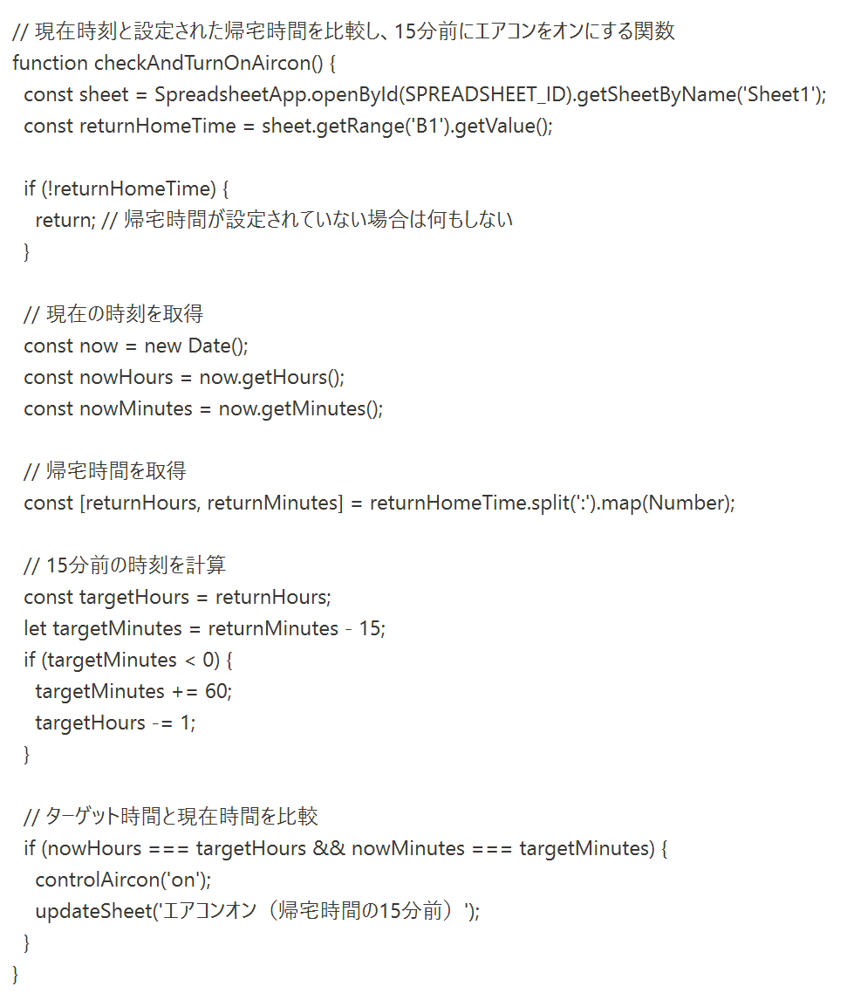 // 現在時刻と設定された帰宅時間を比較し、15分前にエアコンをオンにする関数
function checkAndTurnOnAircon() {
  const sheet = SpreadsheetApp.openById(SPREADSHEET_ID).getSheetByName('Sheet1');
  const returnHomeTime = sheet.getRange('B1').getValue();

  if (!returnHomeTime) {
    return; // 帰宅時間が設定されていない場合は何もしない
  }

  // 現在の時刻を取得
  const now = new Date();
  const nowHours = now.getHours();
  const nowMinutes = now.getMinutes();

  // 帰宅時間を取得
  const [returnHours, returnMinutes] = returnHomeTime.split(':').map(Number);

  // 15分前の時刻を計算
  const targetHours = returnHours;
  let targetMinutes = returnMinutes - 15;
  if (targetMinutes < 0) {
    targetMinutes += 60;
    targetHours -= 1;
  }

  // ターゲット時間と現在時間を比較
  if (nowHours === targetHours && nowMinutes === targetMinutes) {
    controlAircon('on');
    updateSheet('エアコンオン（帰宅時間の15分前）');
  }
}